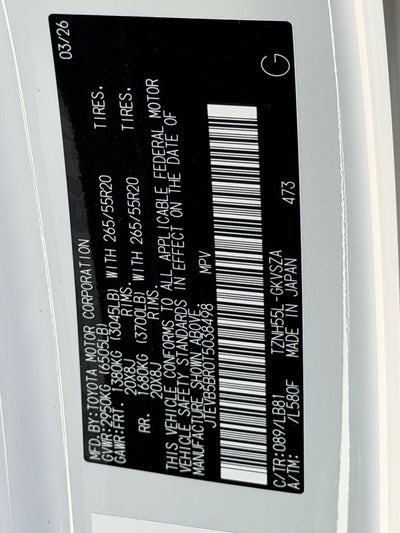 MFD.BY:TOYOTA MOTOR CORPORATION 03/26
GVWR:2950KG (6505LB)
GAWR:FRT. 1380KG (3045LB) WITH 265/55R20 TIRES.
20X8J RIMS.
RR. 1680KG (3700LB) WITH 265/55R20 TIRES.
20X8J RIMS.
THIS VEHICLE CONFORMS TO ALL APPLICABLE FEDERAL MOTOR
VEHICLE SAFETY STANDARDS IN EFFECT ON THE DATE OF
MANUFACTURE SHOWN ABOVE.
JTEVB5BR0T5038498 MPV
C/TR:089/LB81 TZNH55L-GKVSZA G
A/TM: /L580F MADE IN JAPAN 473